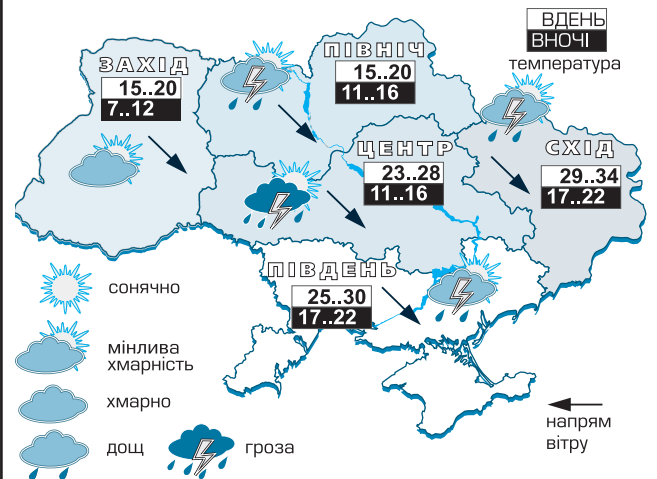 ВДЕНЬ
ВНОЧІ
температура
ЗАХІД
15..20
7..12
ПІВНІЧ
15..20
11..16
ЦЕНТР
23..28
11..16
СХІД
29..34
17..22
ПІВДЕНЬ
25..30
17..22
сонячно
мінлива
хмарність
хмарно
дощ
гроза
напрям
вітру